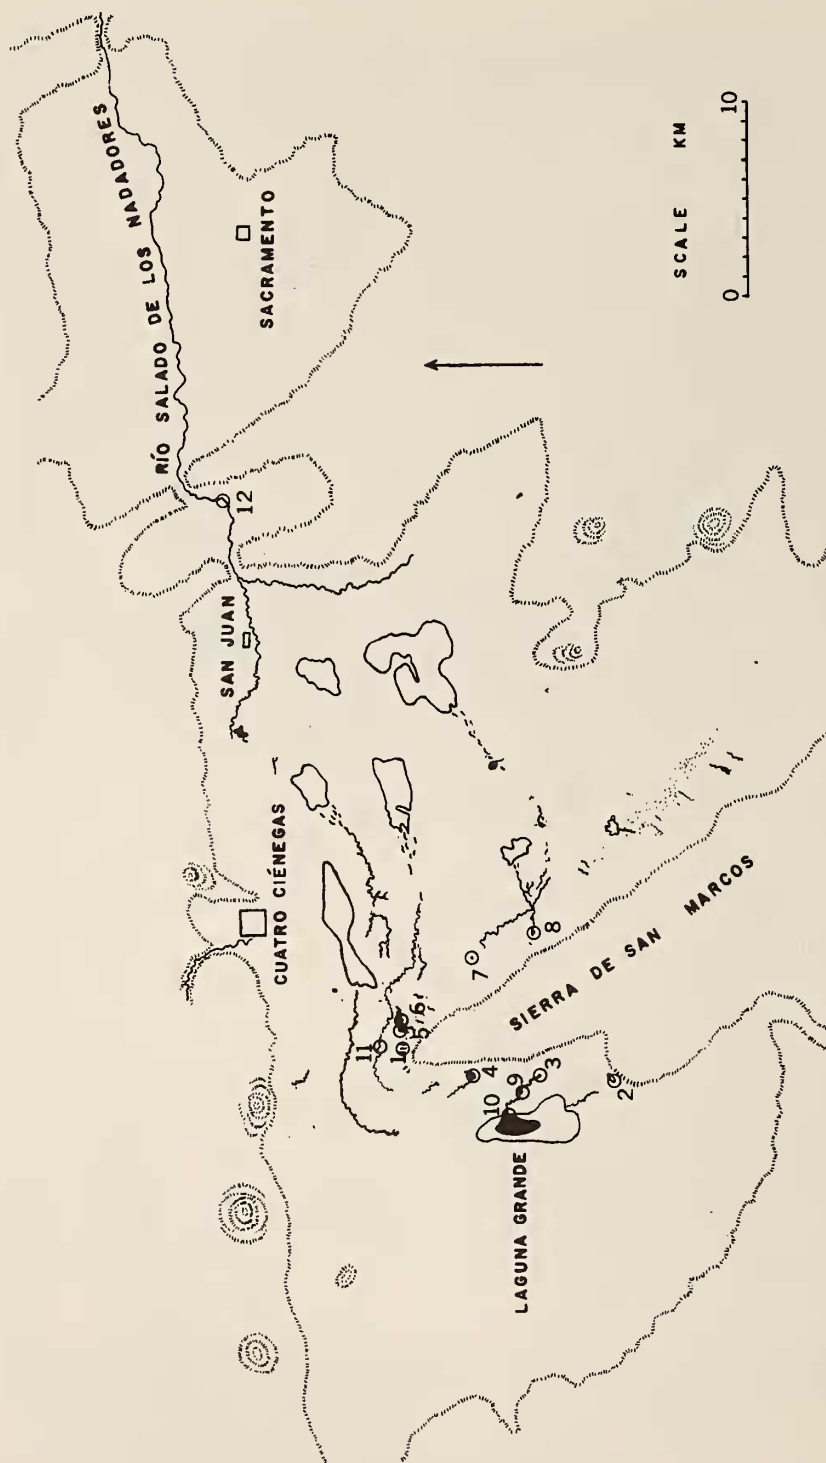 RÍO SALADO DE LOS NADADORES
SACRAMENTO
SCALE KM
0 10
12
SAN JUAN
CUATRO CIÉNEGAS
SIERRA DE SAN MARCOS
7
8
11
1
5
6
4
10
9
3
2
LAGUNA GRANDE